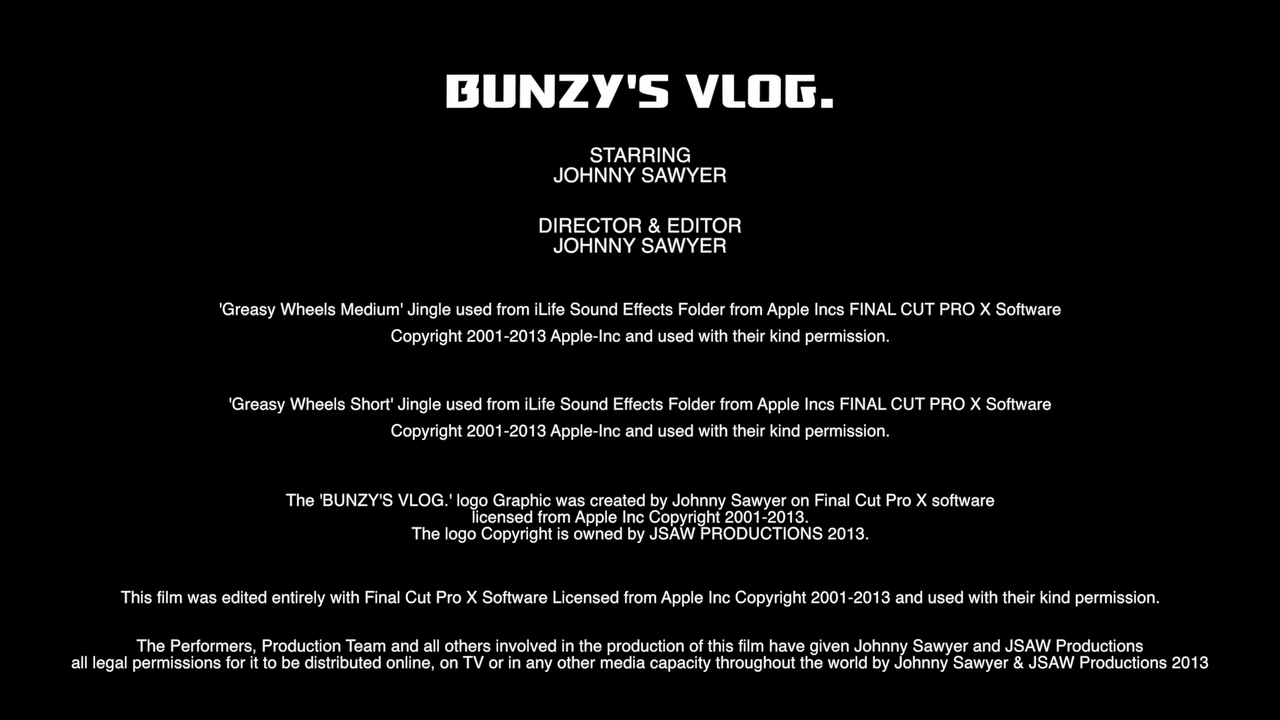 BUNZY'S VLOG.
STARRING
JOHNNY SAWYER
DIRECTOR & EDITOR
JOHNNY SAWYER
'Greasy Wheels Medium' Jingle used from iLife Sound Effects Folder from Apple Incs FINAL CUT PRO X Software
Copyright 2001-2013 Apple-Inc and used with their kind permission.
'Greasy Wheels Short' Jingle used from iLife Sound Effects Folder from Apple Incs FINAL CUT PRO X Software
Copyright 2001-2013 Apple-Inc and used with their kind permission.
The 'BUNZY'S VLOG.' logo Graphic was created by Johnny Sawyer on Final Cut Pro X software
licensed from Apple Inc Copyright 2001-2013.
The logo Copyright is owned by JSAW PRODUCTIONS 2013.
This film was edited entirely with Final Cut Pro X Software Licensed from Apple Inc Copyright 2001-2013 and used with their kind permission.
The Performers, Production Team and all others involved in the production of this film have given Johnny Sawyer and JSAW Productions
all legal permissions for it to be distributed online, on TV or in any other media capacity throughout the world by Johnny Sawyer & JSAW Productions 2013